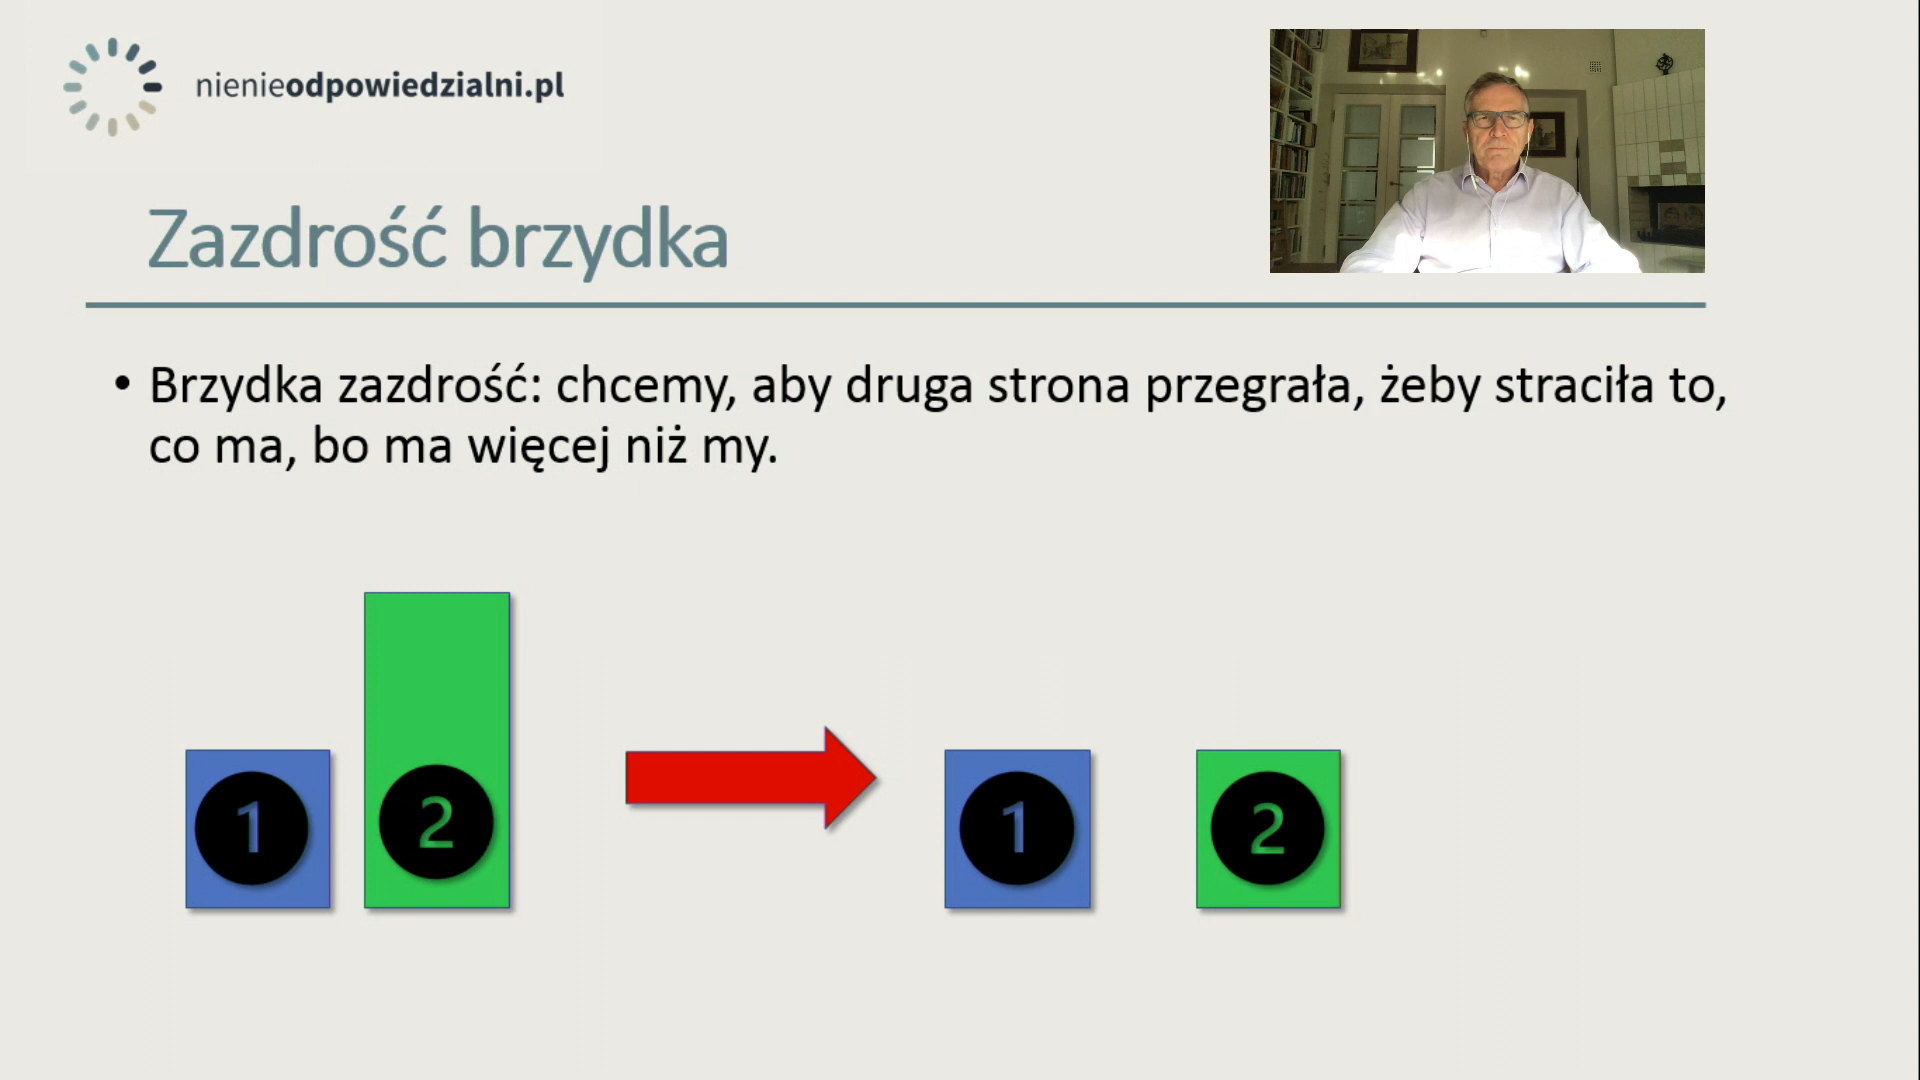 nienieodpowiedzialni.pl
Zazdrość brzydka
• Brzydka zazdrość: chcemy, aby druga strona przegrała, żeby straciła to,
co ma, bo ma więcej niż my.
1 2 1 2